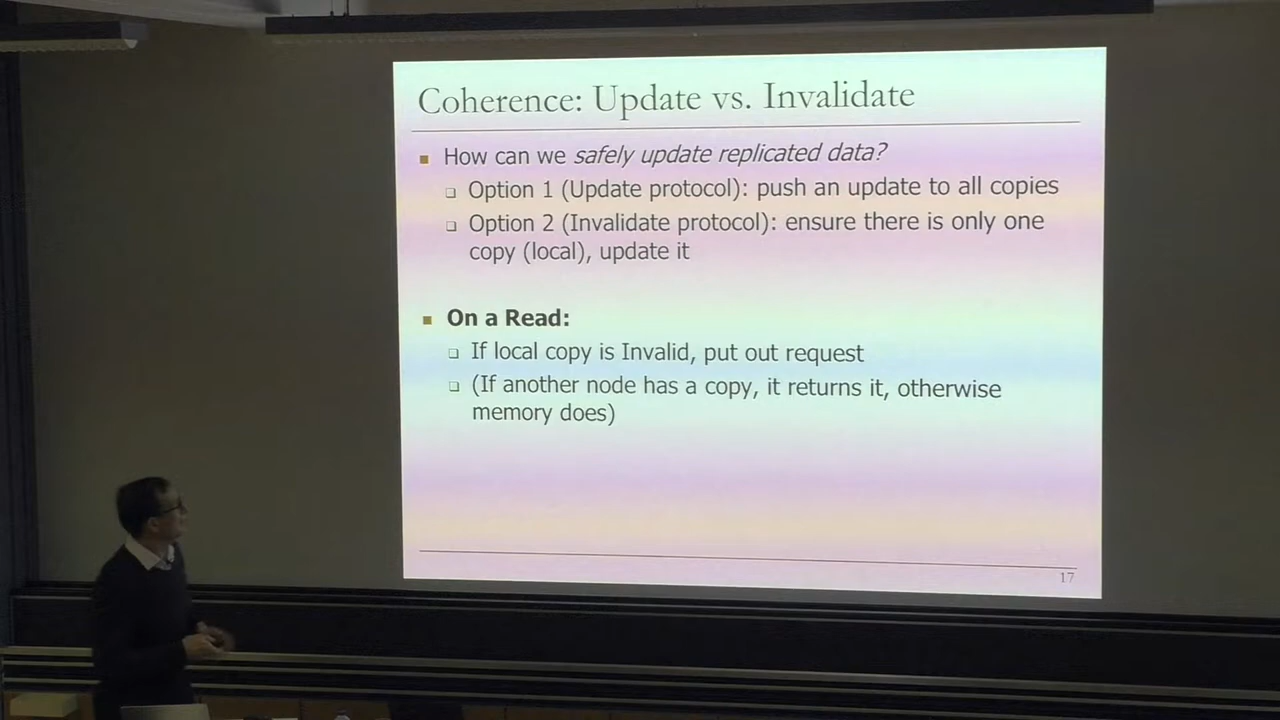 Coherence: Update vs. Invalidate
How can we safely update replicated data?
Option 1 (Update protocol): push an update to all copies
Option 2 (Invalidate protocol): ensure there is only one
copy (local), update it
On a Read:
If local copy is Invalid, put out request
(If another node has a copy, it returns it, otherwise
memory does)
17